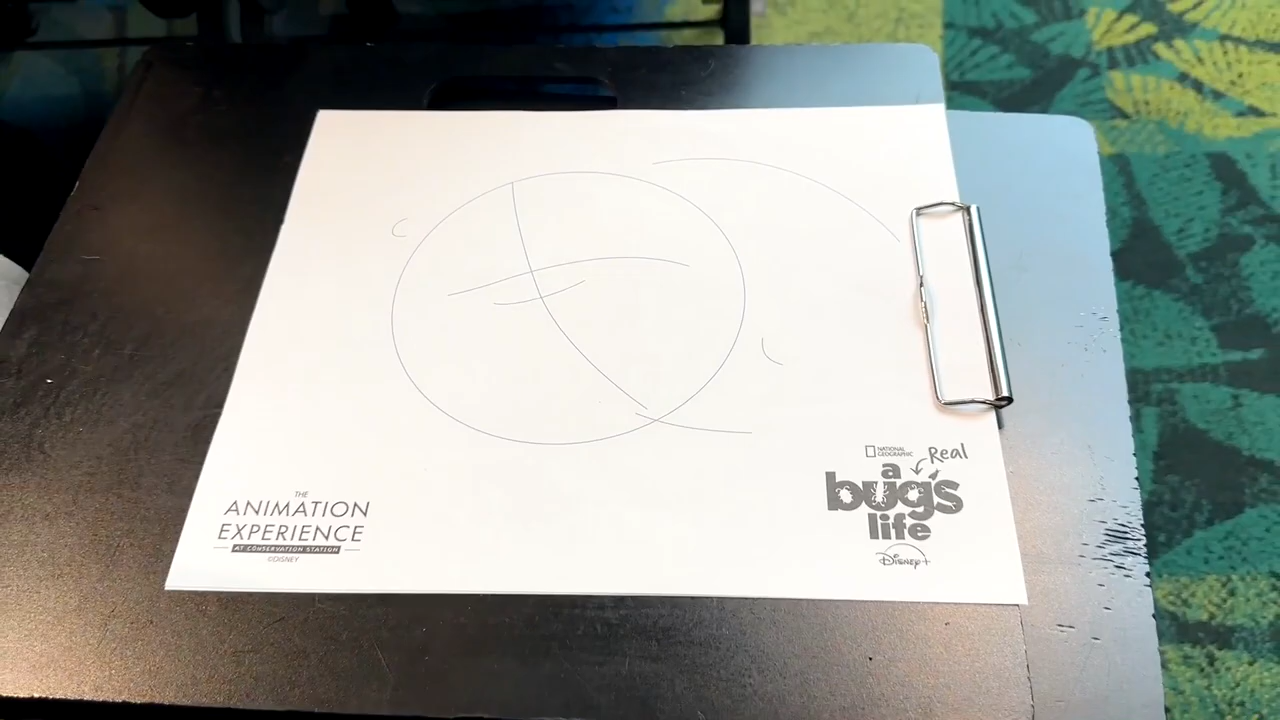 THE
ANIMATION
EXPERIENCE
AT CONSERVATION STATION
©DISNEY
NATIONAL
GEOGRAPHIC
a Real
bug's
life
Disney+